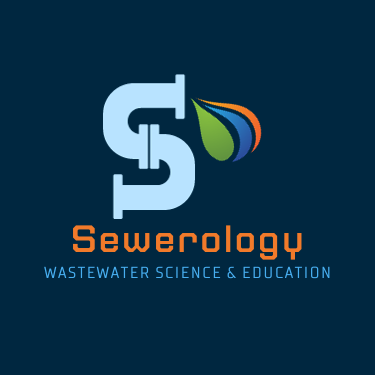 Sewerology
WASTEWATER SCIENCE & EDUCATION